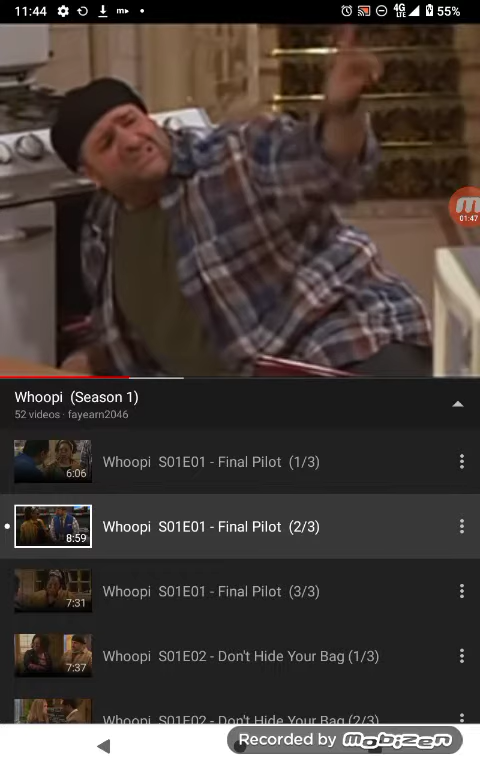 11:44
4G
LTE
55%
01:47
Whoopi (Season 1)
52 videos · fayearn2046
6:06
Whoopi S01E01 - Final Pilot (1/3)
8:59
Whoopi S01E01 - Final Pilot (2/3)
7:31
Whoopi S01E01 - Final Pilot (3/3)
7:37
Whoopi S01E02 - Don't Hide Your Bag (1/3)
Whoopi S01E02 - Don't Hide Your Bag (2/3)
Recorded by mobizen